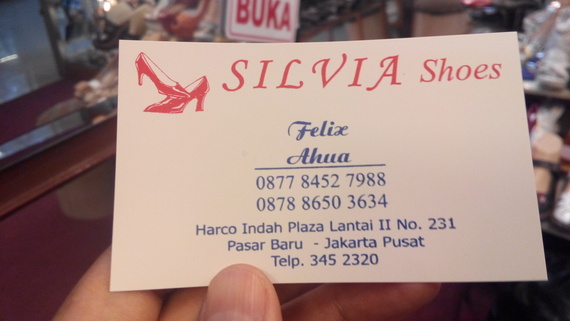 BUKA
SILVIA Shoes
Felix
Ahua
0877 8452 7988
0878 8650 3634
Harco Indah Plaza Lantai II No. 231
Pasar Baru - Jakarta Pusat
Telp. 345 2320